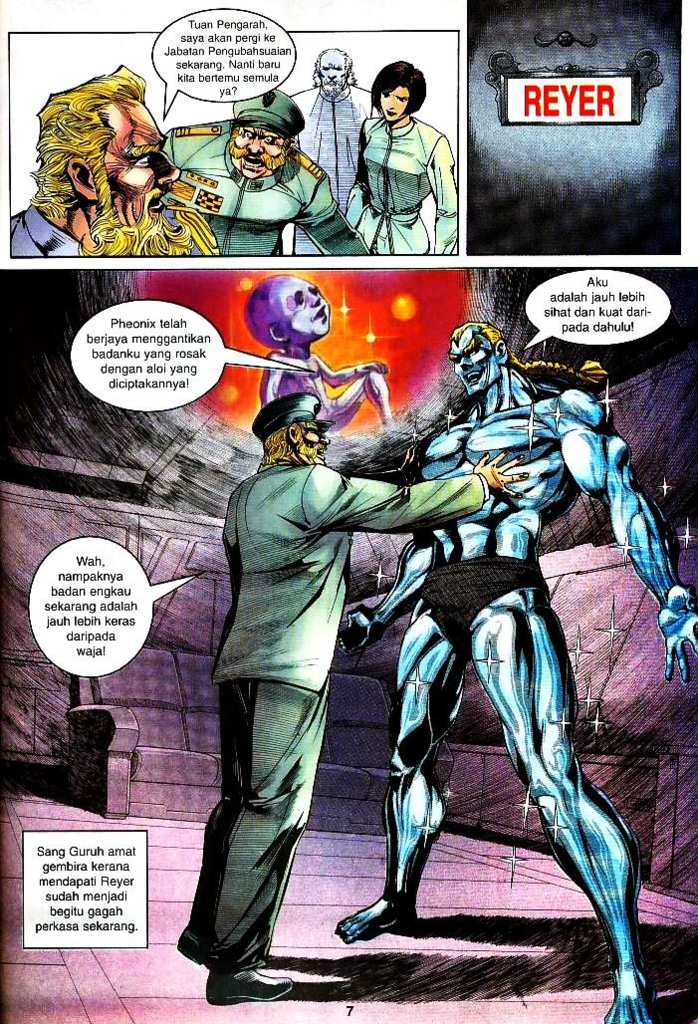 Tuan Pengarah,
saya akan pergi ke
Jabatan Pengubahsuaian
sekarang. Nanti baru
kita bertemu semula
ya?
REYER
Aku
adalah jauh lebih
sihat dan kuat dari-
pada dahulu!
Pheonix telah
berjaya menggantikan
badanku yang rosak
dengan aloi yang
diciptakannya!
Wah,
nampaknya
badan engkau
sekarang adalah
jauh lebih keras
daripada
waja!
Sang Guruh amat
gembira kerana
mendapati Reyer
sudah menjadi
begitu gagah
perkasa sekarang.
7